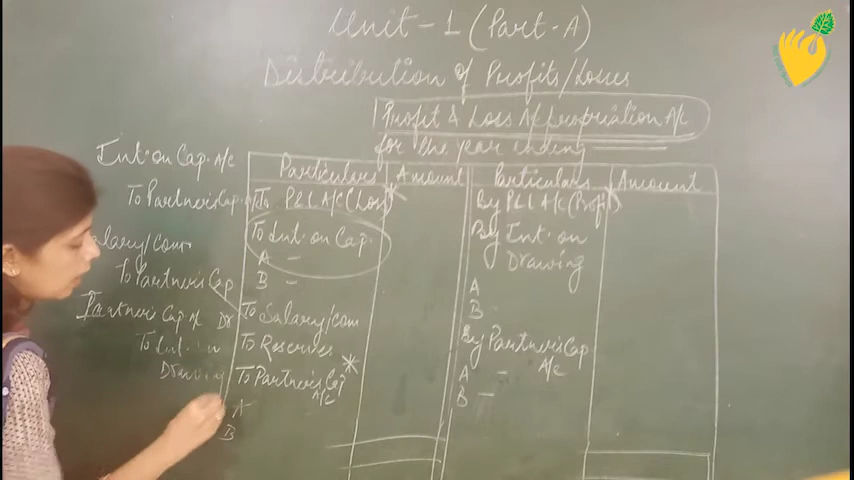 Unit - 1 (Part-A)
Distribution of Profits/Losses
Profit & Loss Appropriation A/c
for the year ending
Int. on Cap. A/c
To Partner's Cap.
Salary/Com
To Partner's Cap
Partner's Cap A/c Dr
To Int. on
Drawing
Particulars Amount Particulars Amount
To P&L A/c (Loss)
To Int. on Cap.
A -
B -
To Salary/com
To Reserves
To Partner's Cap
A/c
A
B
By P&L A/c (Profit)
By Int. on
Drawing
A
B
By Partner's Cap
A/c
A -
B -